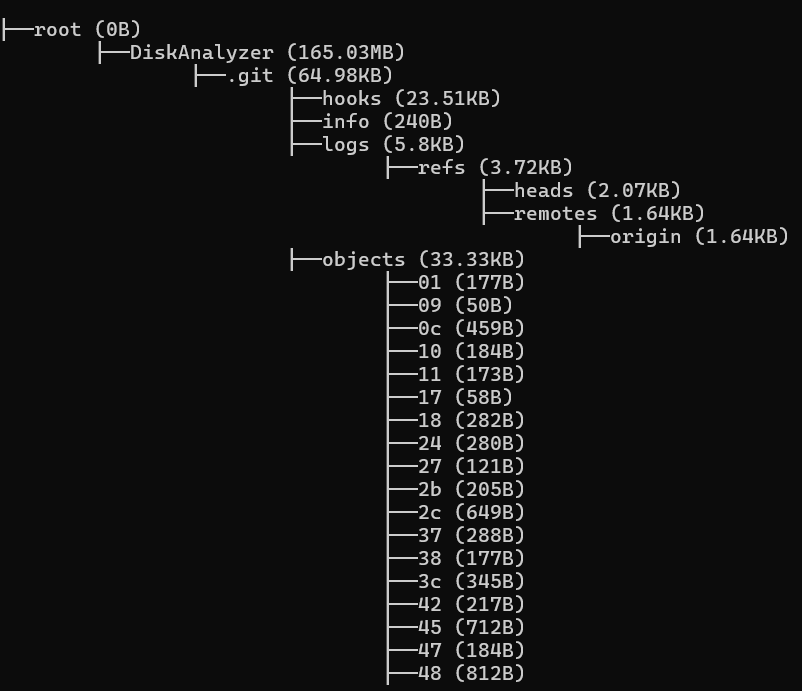 ├──root (0B)
        ├──DiskAnalyzer (165.03MB)
                ├──.git (64.98KB)
                        ├──hooks (23.51KB)
                        ├──info (240B)
                        ├──logs (5.8KB)
                                ├──refs (3.72KB)
                                        ├──heads (2.07KB)
                                        ├──remotes (1.64KB)
                                                ├──origin (1.64KB)
                        ├──objects (33.33KB)
                                ├──01 (177B)
                                ├──09 (50B)
                                ├──0c (459B)
                                ├──10 (184B)
                                ├──11 (173B)
                                ├──17 (58B)
                                ├──18 (282B)
                                ├──24 (280B)
                                ├──27 (121B)
                                ├──2b (205B)
                                ├──2c (649B)
                                ├──37 (288B)
                                ├──38 (177B)
                                ├──3c (345B)
                                ├──42 (217B)
                                ├──45 (712B)
                                ├──47 (184B)
                                ├──48 (812B)